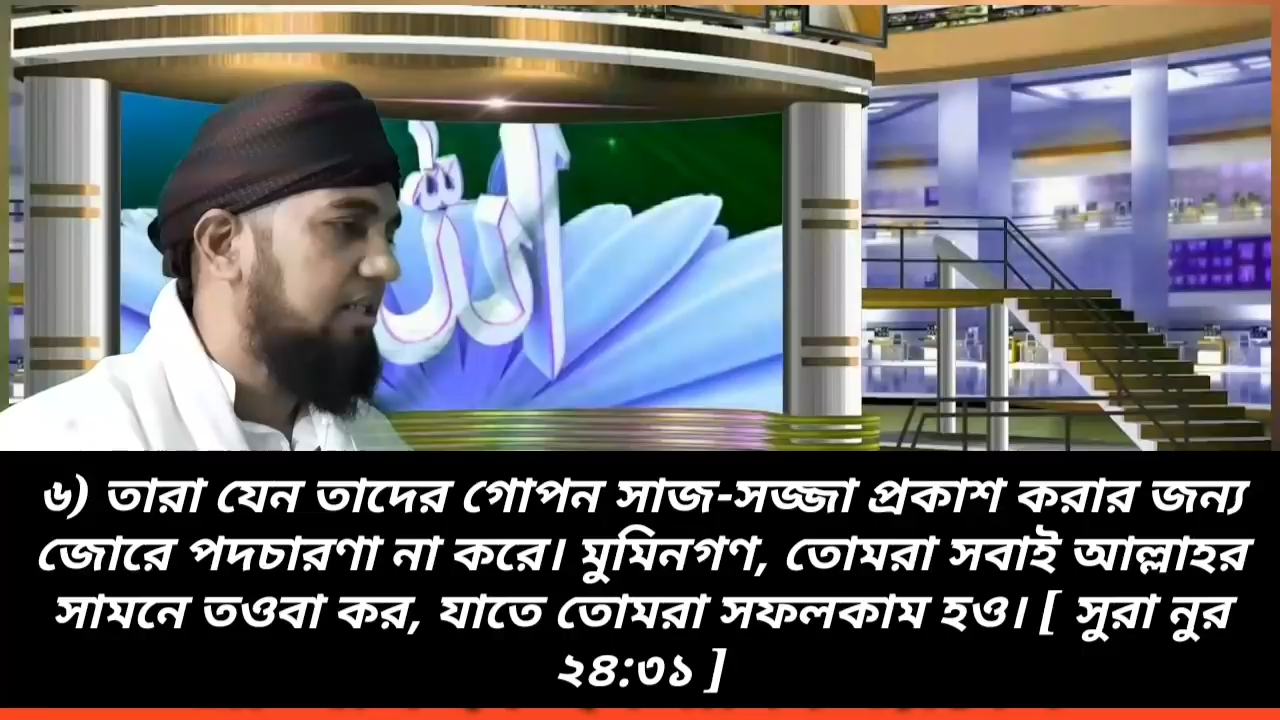 الله
৬) তারা যেন তাদের গোপন সাজ-সজ্জা প্রকাশ করার জন্য
জোরে পদচারণা না করে। মুমিনগণ, তোমরা সবাই আল্লাহর
সামনে তওবা কর, যাতে তোমরা সফলকাম হও। [ সুরা নুর
২৪:৩১ ]